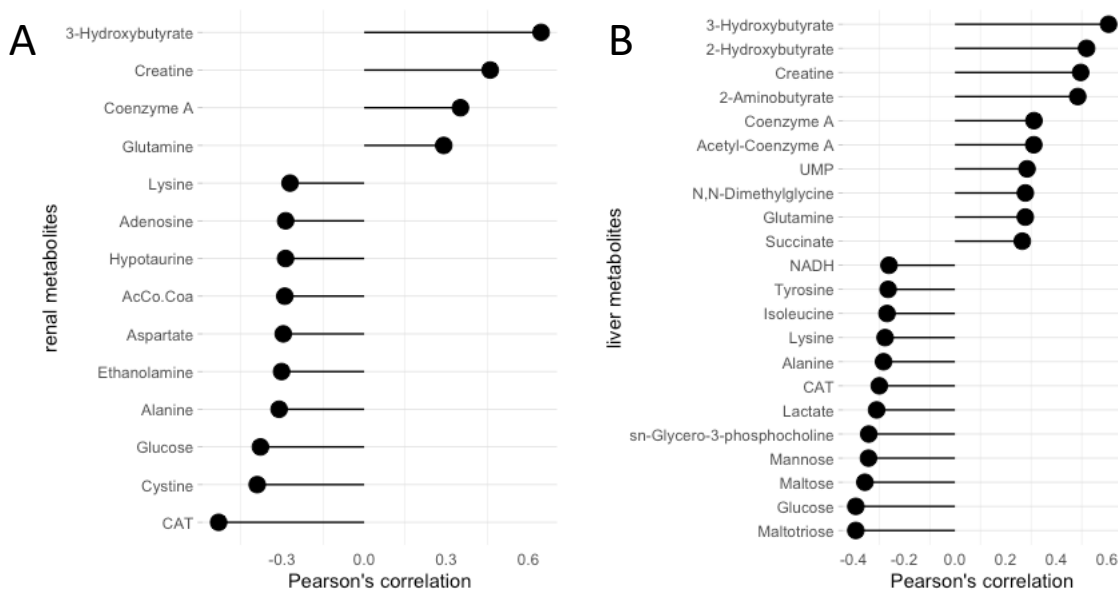 A
renal metabolites
3-Hydroxybutyrate
Creatine
Coenzyme A
Glutamine
Lysine
Adenosine
Hypotaurine
AcCo.Coa
Aspartate
Ethanolamine
Alanine
Glucose
Cystine
CAT
-0.3 0.0 0.3 0.6
Pearson's correlation
B
liver metabolites
3-Hydroxybutyrate
2-Hydroxybutyrate
Creatine
2-Aminobutyrate
Coenzyme A
Acetyl-Coenzyme A
UMP
N,N-Dimethylglycine
Glutamine
Succinate
NADH
Tyrosine
Isoleucine
Lysine
Alanine
CAT
Lactate
sn-Glycero-3-phosphocholine
Mannose
Maltose
Glucose
Maltotriose
-0.4 -0.2 0.0 0.2 0.4 0.6
Pearson's correlation